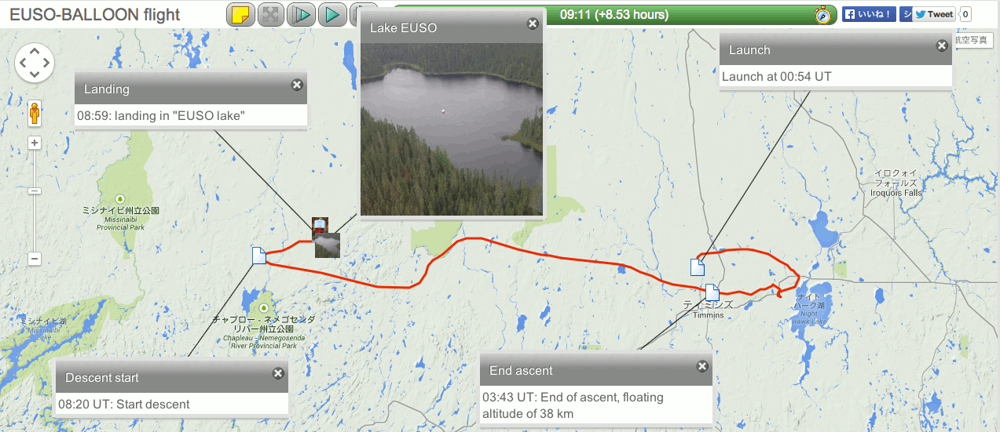 EUSO-BALLOON flight
09:11 (+8.53 hours)
いいね！
シ
Tweet
0
航空写真
Lake EUSO
Launch
Launch at 00:54 UT
Landing
08:59: landing in "EUSO lake"
イロクォイ
フォールズ
Iroquois Falls
ミシナイビ州立公園
Missinaibi
Provincial Park
ティミンズ
Timmins
ナイト
ホーク湖
Night
Hawk Lake
ミシナイビ湖
Missinaibi
Lake
チャプロー - ネメゴセンダ
リバー州立公園
Chapleau - Nemegosenda
River Provincial Park
Descent start
08:20 UT: Start descent
End ascent
03:43 UT: End of ascent, floating
altitude of 38 km